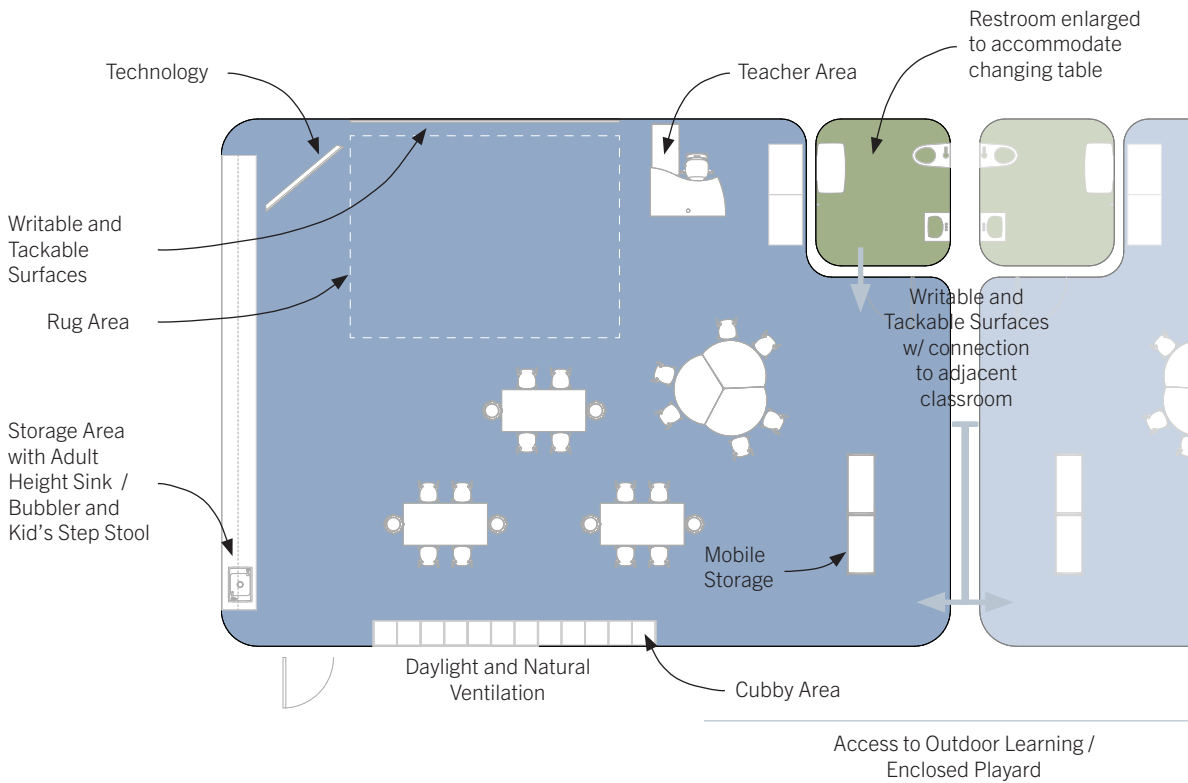 Restroom enlarged
to accommodate
changing table
Technology
Teacher Area
Writable and
Tackable
Surfaces
Rug Area
Writable and
Tackable Surfaces
w/ connection
to adjacent
classroom
Storage Area
with Adult
Height Sink /
Bubbler and
Kid's Step Stool
Mobile
Storage
Daylight and Natural
Ventilation
Cubby Area
Access to Outdoor Learning /
Enclosed Playard